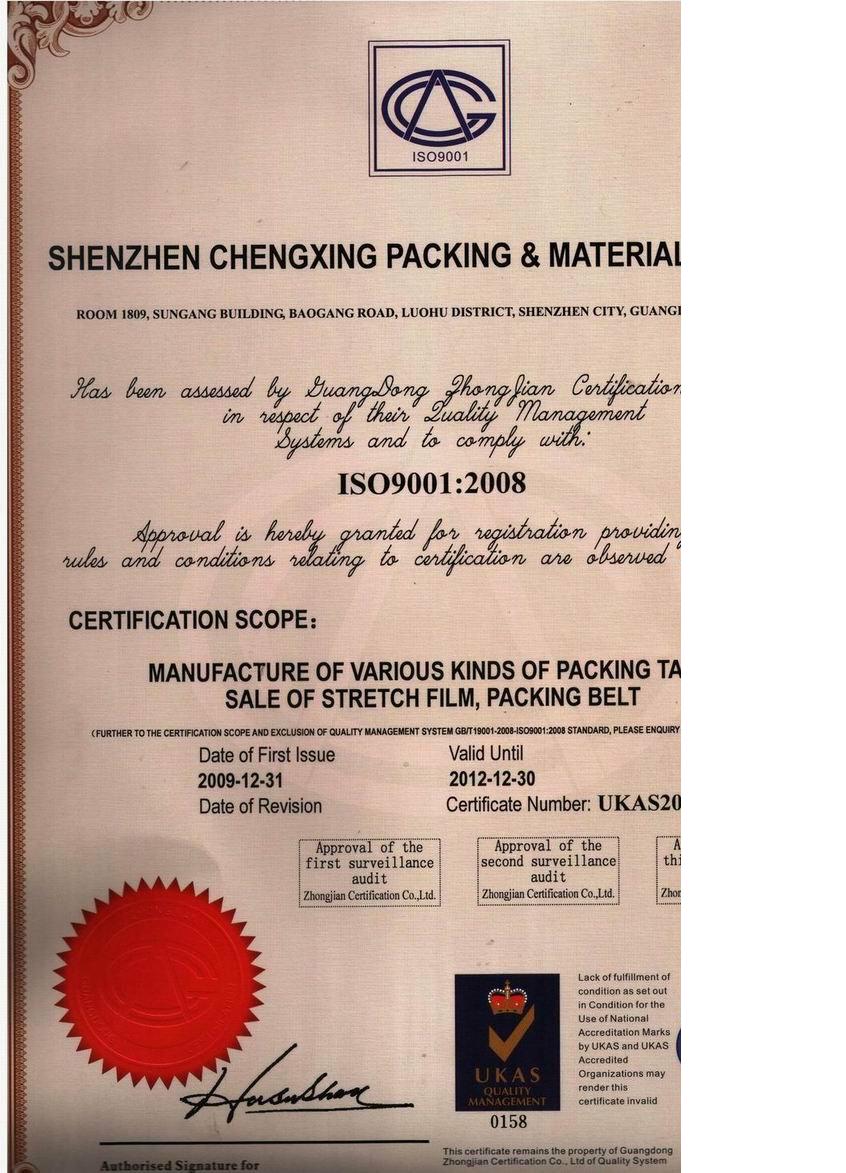 ISO9001
SHENZHEN CHENGXING PACKING & MATERIAL
ROOM 1809, SUNGANG BUILDING, BAOGANG ROAD, LUOHU DISTRICT, SHENZHEN CITY,
Has been assessed by GuangDong ZhongJian Certification
in respect of their Quality Management
Systems and to comply with:
ISO9001:2008
Approval is hereby granted for registration providing
rules and conditions relating to certification are observed
CERTIFICATION SCOPE:
MANUFACTURE OF VARIOUS KINDS OF PACKING TA
SALE OF STRETCH FILM, PACKING BELT
(FURTHER TO THE CERTIFICATION SCOPE AND EXCLUSION OF QUALITY MANAGEMENT SYSTEM GB/T19001-2008-ISO9001:2008 STANDARD, PLEASE ENQUIRY
Date of First Issue
Valid Until
2009-12-31
2012-12-30
Date of Revision
Certificate Number: UKAS20
Approval of the
first surveillance
audit
Zhongjian Certification Co.,Ltd.
Approval of the
second surveillance
audit
Zhongjian Certification Co.,Ltd.
A
thi
Zhon
Lack of fulfillment of
condition as set out
in Condition for the
Use of National
Accreditation Marks
by UKAS and UKAS
Accredited
Organizations may
render this
certificate invalid
UKAS
QUALITY
MANAGEMENT
0158
This certificate remains the property of Guangdong
Zhongjian Certification Co., Ltd of Quality System
Authorised Signature for